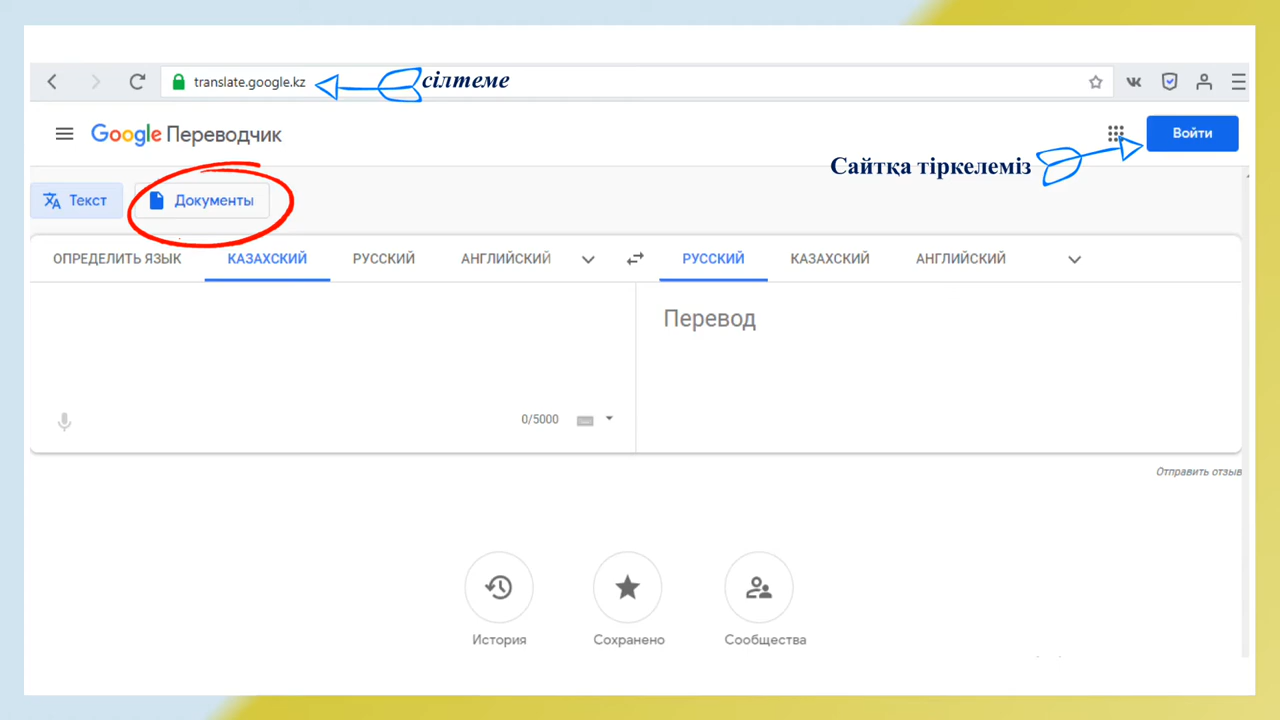 translate.google.kz
сілтеме
Google Переводчик
Войти
Сайтқа тіркелеміз
Текст
Документы
ОПРЕДЕЛИТЬ ЯЗЫК КАЗАХСКИЙ РУССКИЙ АНГЛИЙСКИЙ РУССКИЙ КАЗАХСКИЙ АНГЛИЙСКИЙ
Перевод
0/5000
Отправить отзыв
История Сохранено Сообщества